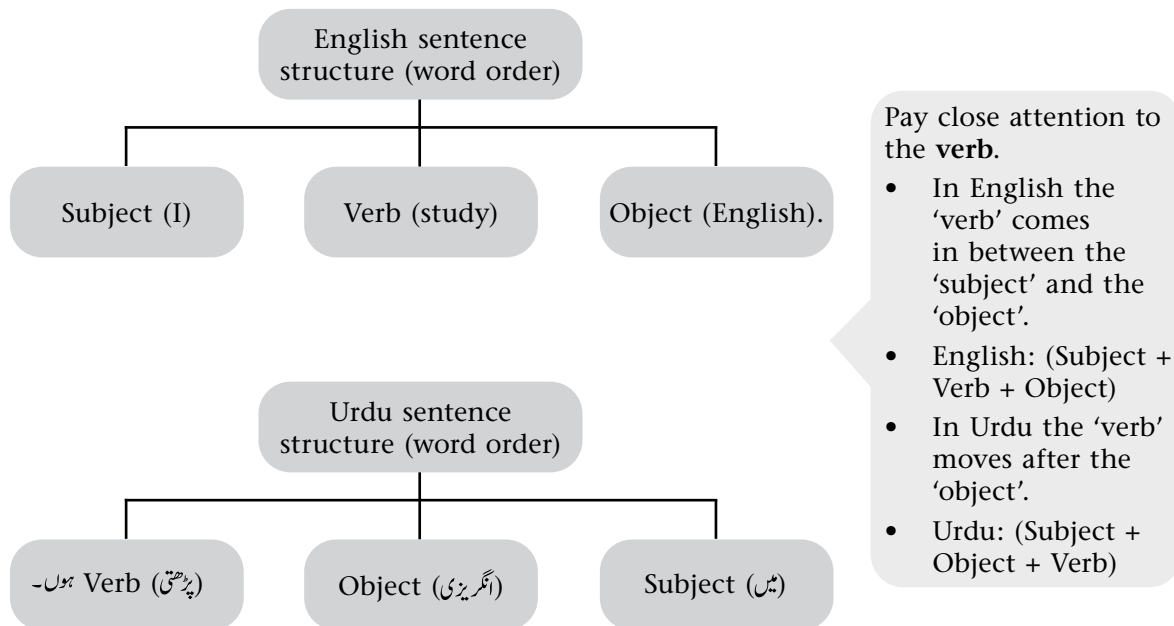 English sentence
structure (word order)
Subject (I)
Verb (study)
Object (English).
Urdu sentence
structure (word order)
Verb (پڑھتی) ہوں۔
Object (انگریزی)
Subject (میں)
Pay close attention to
the verb.
• In English the
‘verb’ comes
in between the
‘subject’ and the
‘object’.
• English: (Subject +
Verb + Object)
• In Urdu the ‘verb’
moves after the
‘object’.
• Urdu: (Subject +
Object + Verb)